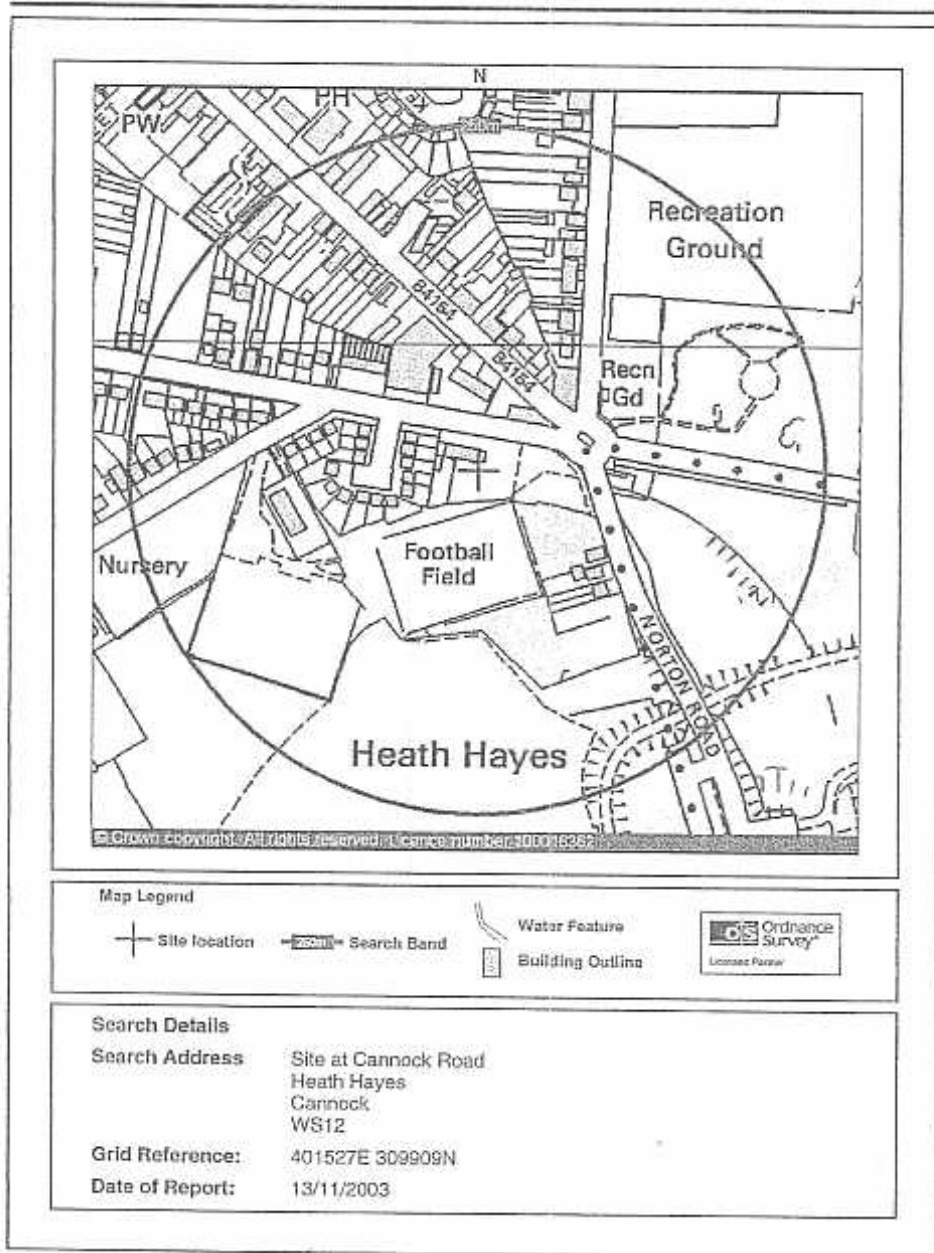 N
PW
PH
250m
Recreation
Ground
B4154
B4154
Recn
Gd
Nursery
Football
Field
NORTON ROAD
Heath Hayes
© Crown copyright. All rights reserved. Licence number 100018362
Map Legend
Site location
250m
Search Band
Water Feature
Building Outline
OS Ordnance
Survey®
Licensed Partner
Search Details
Search Address
Site at Cannock Road
Heath Hayes
Cannock
WS12
Grid Reference: 401527E 309909N
Date of Report: 13/11/2003